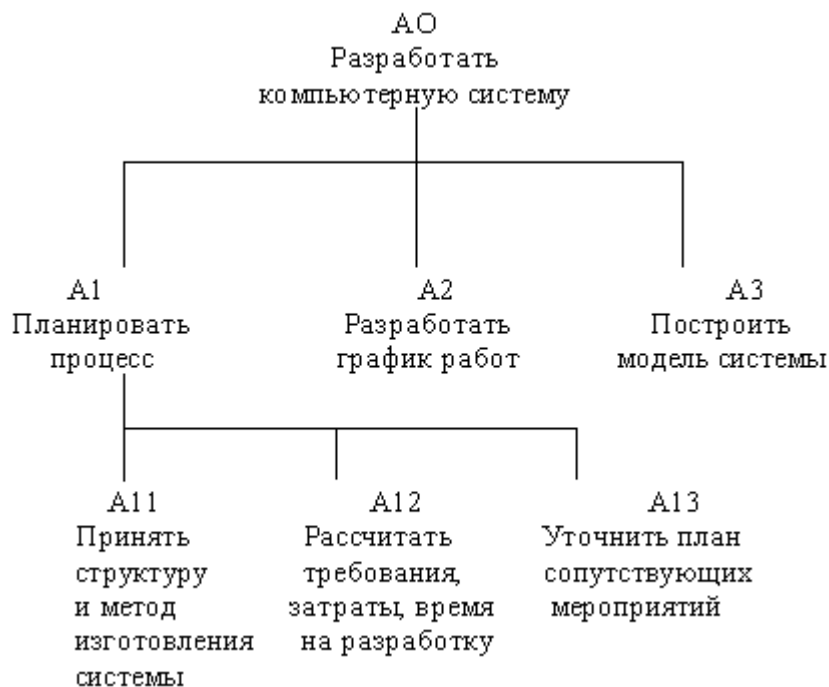 АО
Разработать
компьютерную систему
А1
Планировать
процесс
А2
Разработать
график работ
А3
Построить
модель системы
А11
Принять
структуру
и метод
изготовления
системы
А12
Рассчитать
требования,
затраты, время
на разработку
А13
Уточнить план
сопутствующих
мероприятий